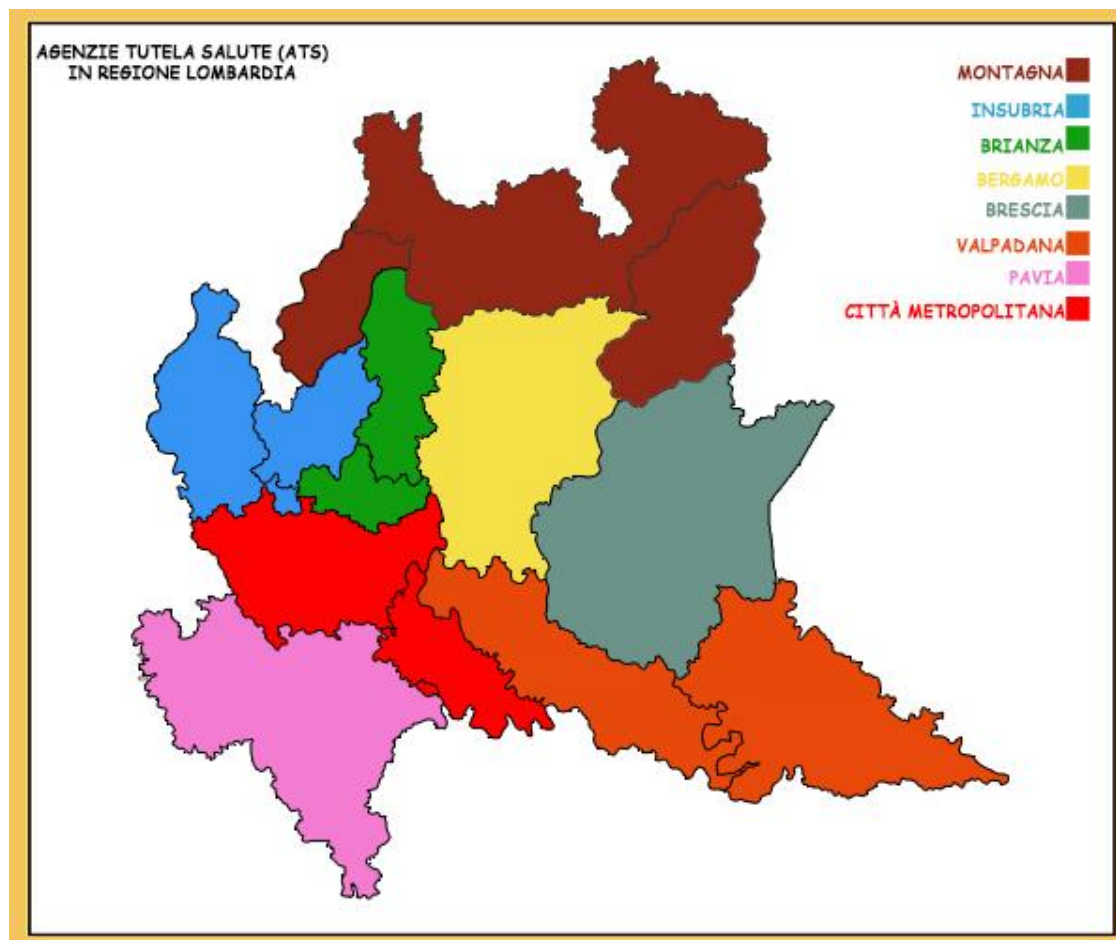 AGENZIE TUTELA SALUTE (ATS)
IN REGIONE LOMBARDIA
MONTAGNA
INSUBRIA
BRIANZA
BERGAMO
BRESCIA
VALPADANA
PAVIA
CITTÀ METROPOLITANA